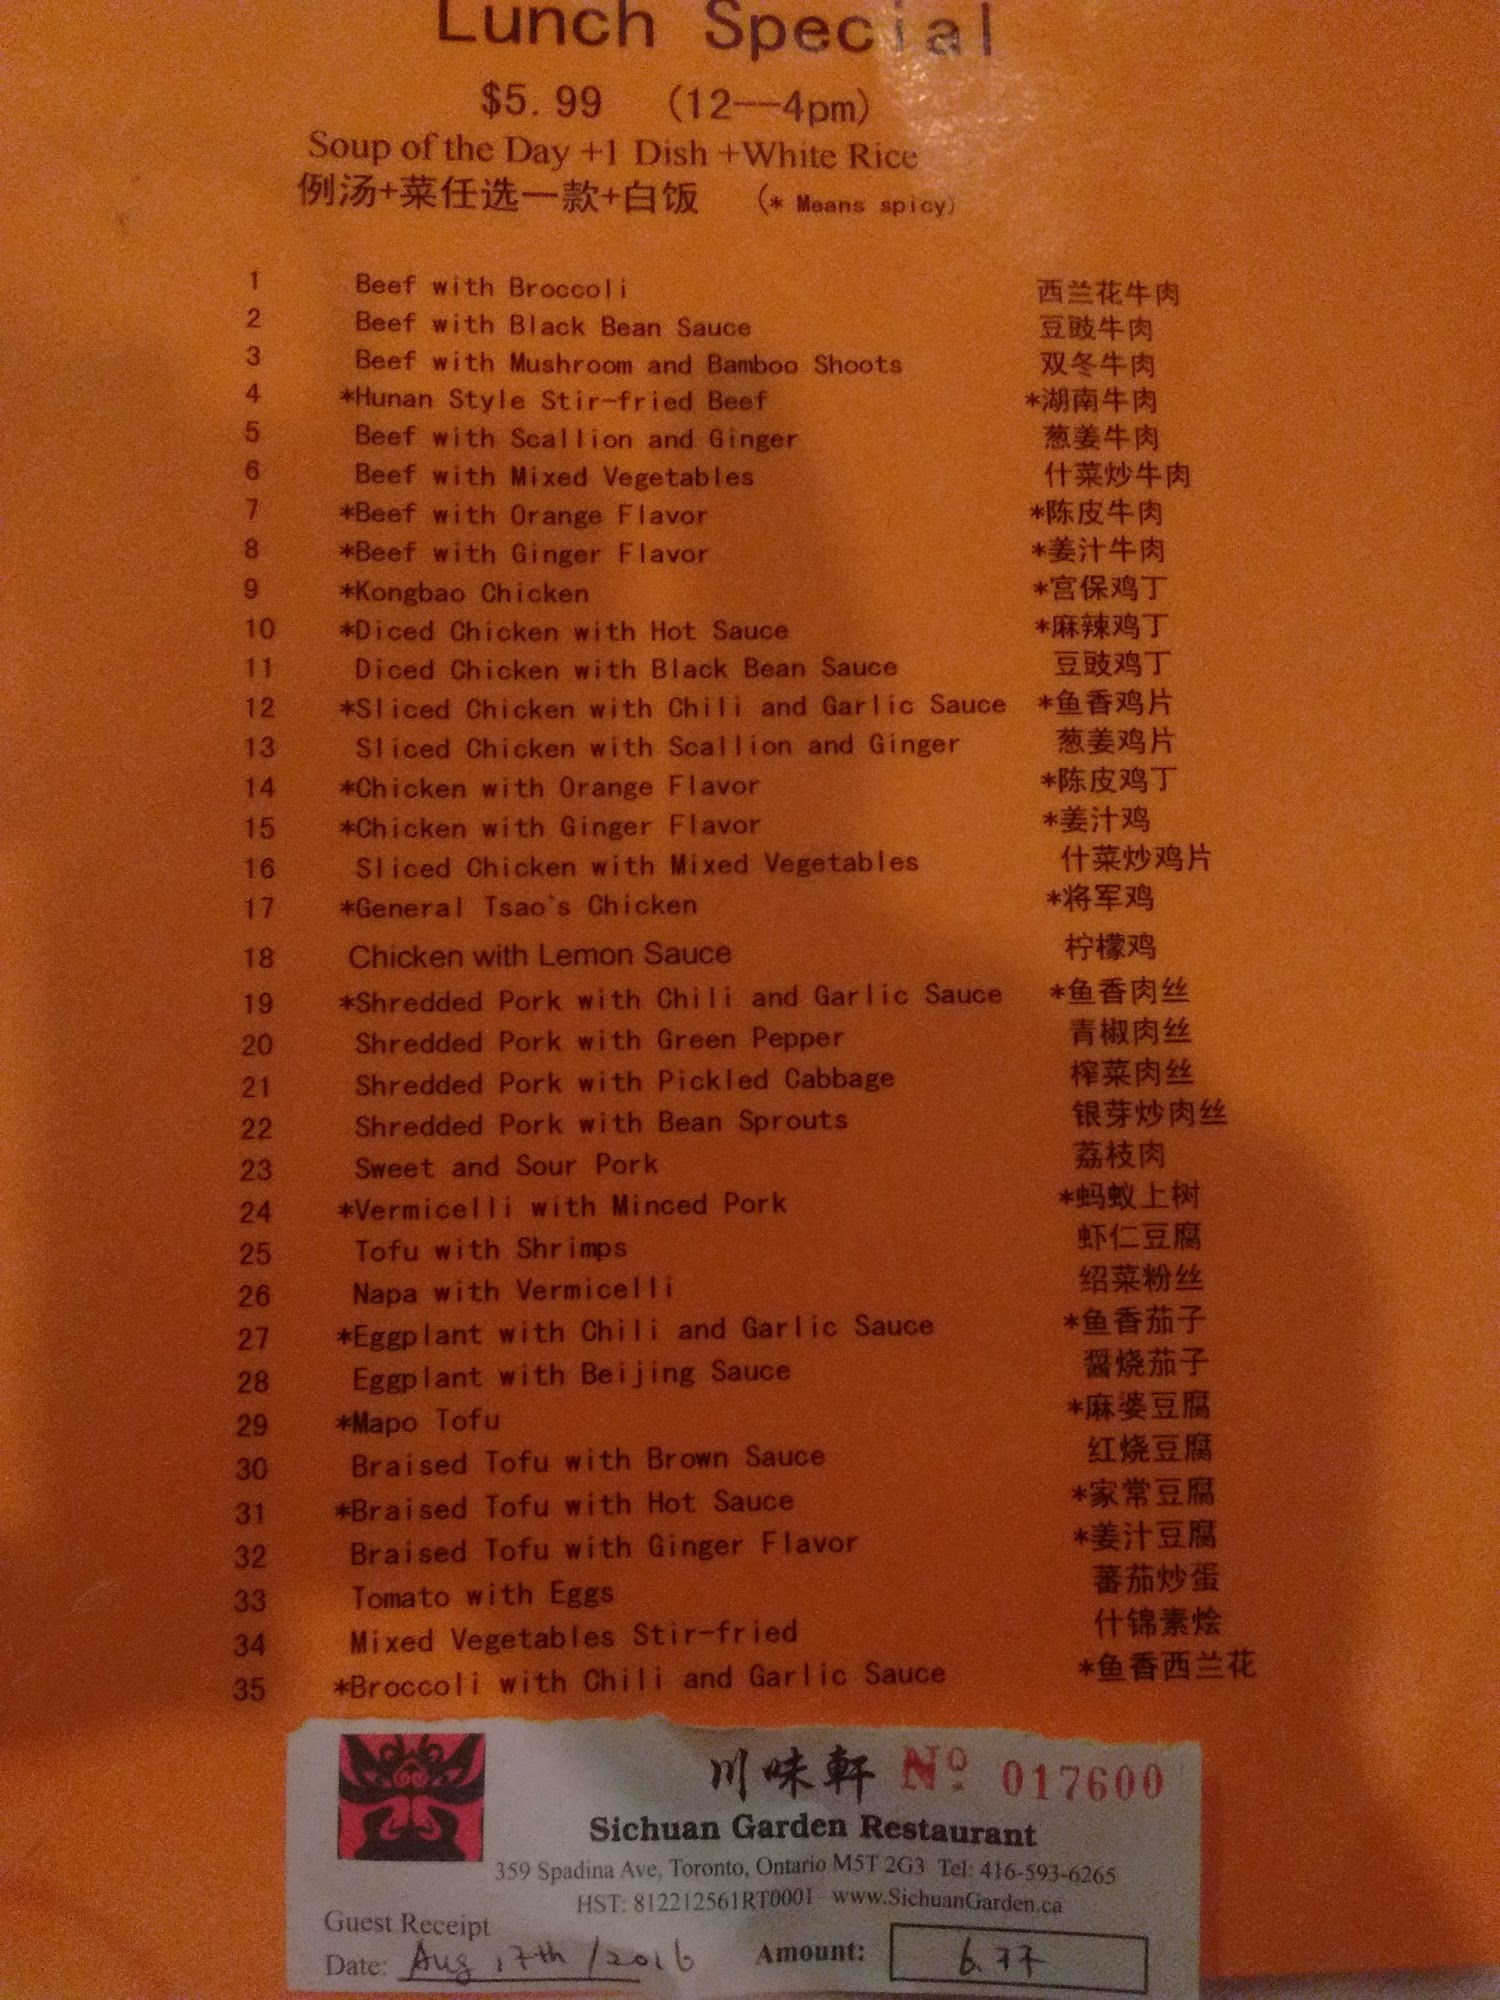 Lunch Special
$5.99 (12—4pm)
Soup of the Day +1 Dish +White Rice
例汤+菜任选一款+白饭 (* Means spicy)
1 Beef with Broccoli 西兰花牛肉
2 Beef with Black Bean Sauce 豆豉牛肉
3 Beef with Mushroom and Bamboo Shoots 双冬牛肉
4 *Hunan Style Stir-fried Beef *湖南牛肉
5 Beef with Scallion and Ginger 葱姜牛肉
6 Beef with Mixed Vegetables 什菜炒牛肉
7 *Beef with Orange Flavor *陈皮牛肉
8 *Beef with Ginger Flavor *姜汁牛肉
9 *Kongbao Chicken *宫保鸡丁
10 *Diced Chicken with Hot Sauce *麻辣鸡丁
11 Diced Chicken with Black Bean Sauce 豆豉鸡丁
12 *Sliced Chicken with Chili and Garlic Sauce *鱼香鸡片
13 Sliced Chicken with Scallion and Ginger 葱姜鸡片
14 *Chicken with Orange Flavor *陈皮鸡丁
15 *Chicken with Ginger Flavor *姜汁鸡
16 Sliced Chicken with Mixed Vegetables 什菜炒鸡片
17 *General Tsao's Chicken *将军鸡
18 Chicken with Lemon Sauce 柠檬鸡
19 *Shredded Pork with Chili and Garlic Sauce *鱼香肉丝
20 Shredded Pork with Green Pepper 青椒肉丝
21 Shredded Pork with Pickled Cabbage 榨菜肉丝
22 Shredded Pork with Bean Sprouts 银芽炒肉丝
23 Sweet and Sour Pork 荔枝肉
24 *Vermicelli with Minced Pork *蚂蚁上树
25 Tofu with Shrimps 虾仁豆腐
26 Napa with Vermicelli 绍菜粉丝
27 *Eggplant with Chili and Garlic Sauce *鱼香茄子
28 Eggplant with Beijing Sauce 醤烧茄子
29 *Mapo Tofu *麻婆豆腐
30 Braised Tofu with Brown Sauce 红烧豆腐
31 *Braised Tofu with Hot Sauce *家常豆腐
32 Braised Tofu with Ginger Flavor *姜汁豆腐
33 Tomato with Eggs 蕃茄炒蛋
34 Mixed Vegetables Stir-fried 什锦素烩
35 *Broccoli with Chili and Garlic Sauce *鱼香西兰花
川味軒 No. 017600
Sichuan Garden Restaurant
359 Spadina Ave, Toronto, Ontario M5T 2G3 Tel: 416-593-6265
HST: 812212561RT0001 www.SichuanGarden.ca
Guest Receipt
Date: Aug 17th/2016 Amount: 6.77